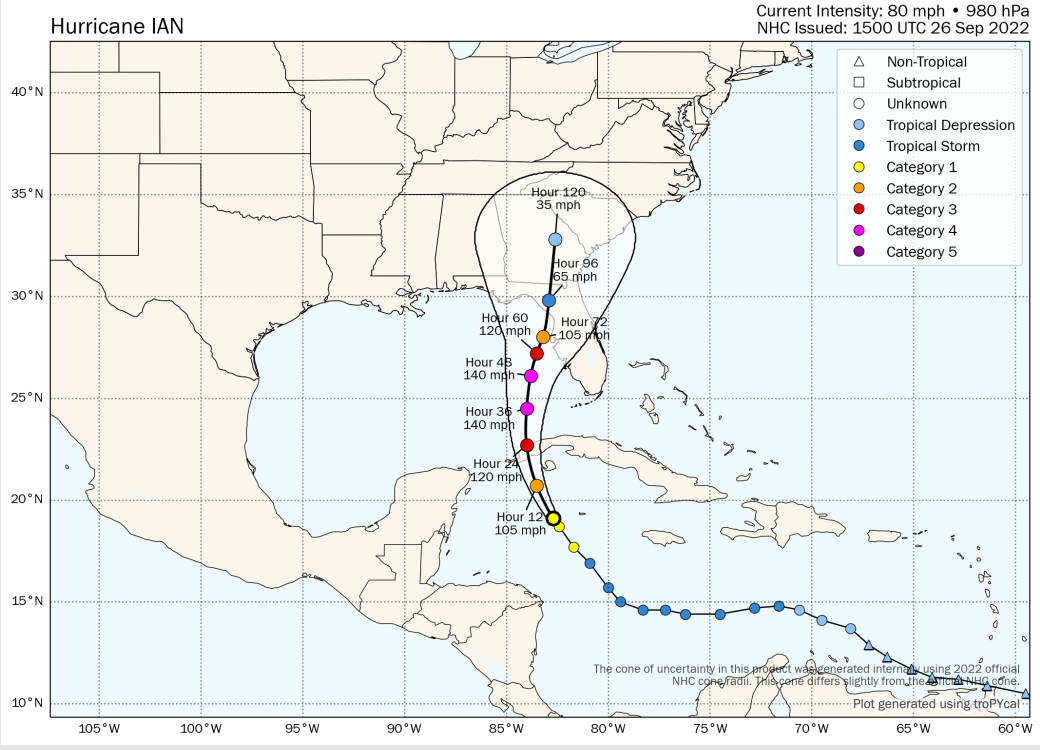 Hurricane IAN
Current Intensity: 80 mph • 980 hPa
NHC Issued: 1500 UTC 26 Sep 2022
Non-Tropical
Subtropical
Unknown
Tropical Depression
Tropical Storm
Category 1
Category 2
Category 3
Category 4
Category 5
40°N
35°N
30°N
25°N
20°N
15°N
10°N
Hour 120
35 mph
Hour 96
65 mph
Hour 60
120 mph
Hour 72
105 mph
Hour 48
140 mph
Hour 36
140 mph
Hour 24
120 mph
Hour 12
105 mph
The cone of uncertainty in this product was generated internally using 2022 official
NHC cone radii. This cone differs slightly from the official NHC cone.
Plot generated using troPYcal
105°W
100°W
95°W
90°W
85°W
80°W
75°W
70°W
65°W
60°W